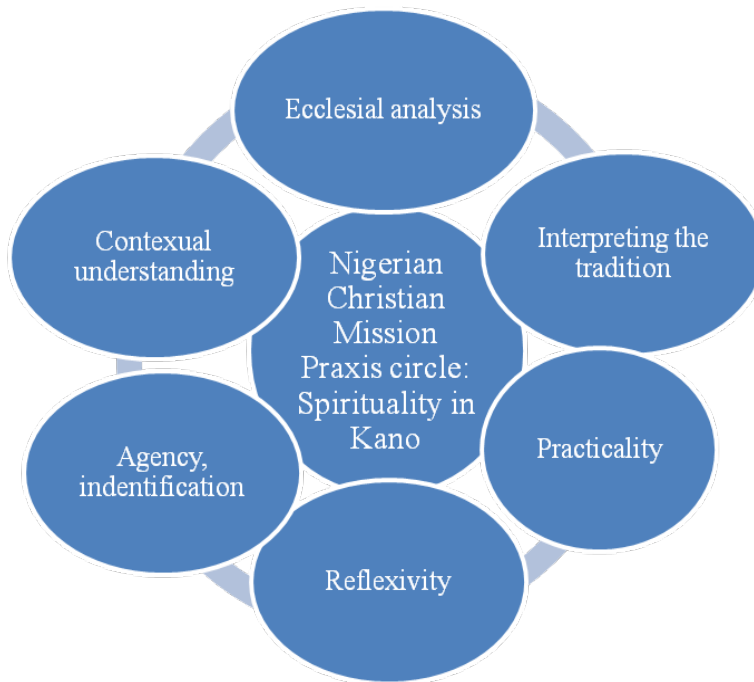 Ecclesial analysis
Interpreting the
tradition
Contexual
understanding
Nigerian
Christian
Mission
Praxis circle:
Spirituality in
Kano
Practicality
Agency,
indentification
Reflexivity